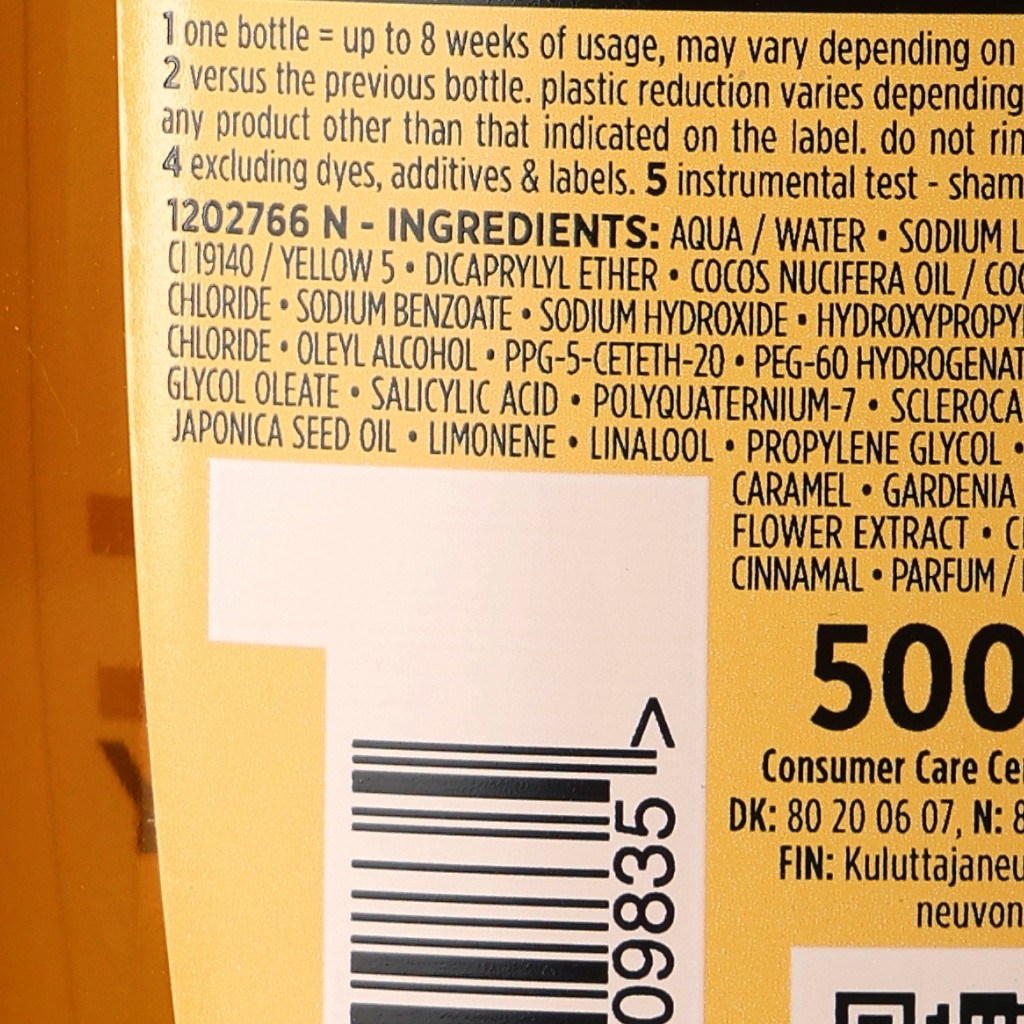 1 one bottle = up to 8 weeks of usage, may vary depending on
2 versus the previous bottle. plastic reduction varies depending
any product other than that indicated on the label. do not rin
4 excluding dyes, additives & labels. 5 instrumental test - sham
1202766 N - INGREDIENTS: AQUA / WATER • SODIUM L
CI 19140 / YELLOW 5 • DICAPRYLYL ETHER • COCOS NUCIFERA OIL / CO
CHLORIDE • SODIUM BENZOATE • SODIUM HYDROXIDE • HYDROXYPROPY
CHLORIDE • OLEYL ALCOHOL • PPG-5-CETETH-20 • PEG-60 HYDROGENAT
GLYCOL OLEATE • SALICYLIC ACID • POLYQUATERNIUM-7 • SCLEROCA
JAPONICA SEED OIL • LIMONENE • LINALOOL • PROPYLENE GLYCOL •
CARAMEL • GARDENIA
FLOWER EXTRACT • C
CINNAMAL • PARFUM /
500
Consumer Care Ce
DK: 80 20 06 07, N: 8
FIN: Kuluttajaneu
neuvon
09835 >